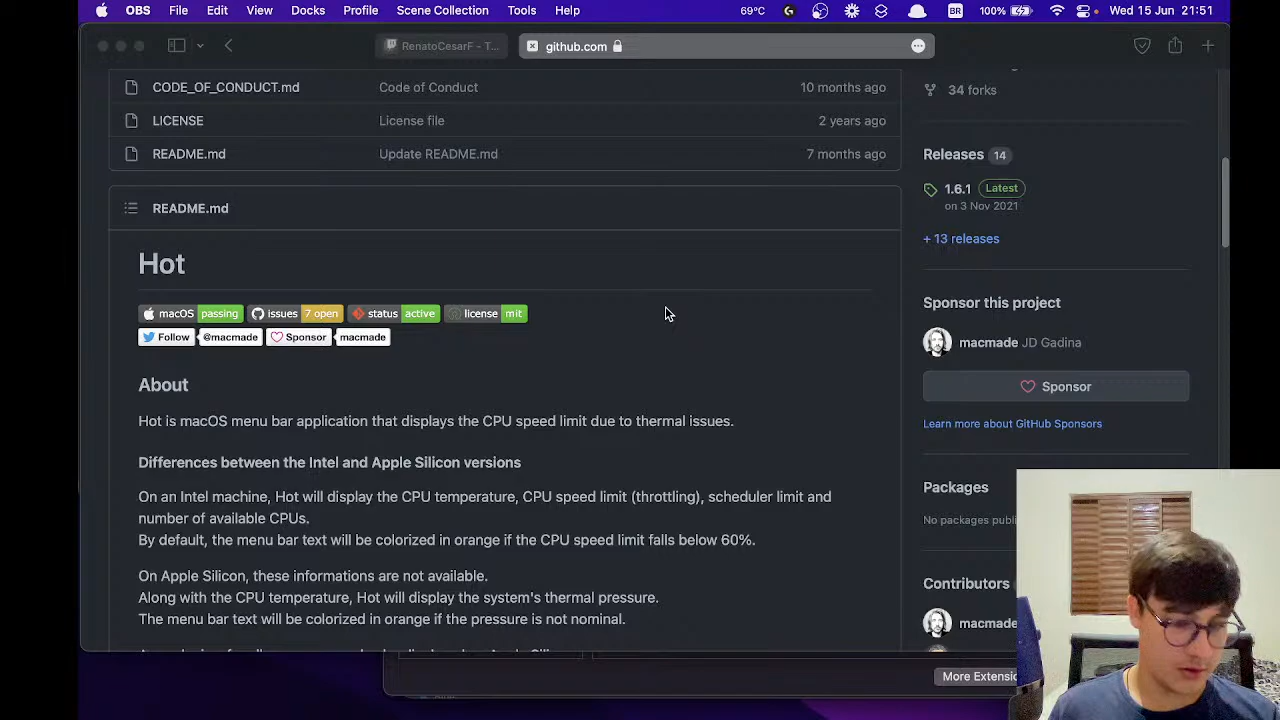 OBS File Edit View Docks Profile Scene Collection Tools Help 69°C BR 100% Wed 15 Jun 21:51
RenatoCesarF - T... github.com
CODE_OF_CONDUCT.md Code of Conduct 10 months ago
34 forks
LICENSE License file 2 years ago
README.md Update README.md 7 months ago
Releases 14
1.6.1 Latest
on 3 Nov 2021
README.md
+ 13 releases
Hot
macOS passing issues 7 open status active license mit
Follow @macmade Sponsor macmade
Sponsor this project
macmade JD Gadina
About
Sponsor
Hot is macOS menu bar application that displays the CPU speed limit due to thermal issues.
Learn more about GitHub Sponsors
Differences between the Intel and Apple Silicon versions
Packages
On an Intel machine, Hot will display the CPU temperature, CPU speed limit (throttling), scheduler limit and
number of available CPUs.
No packages publi
By default, the menu bar text will be colorized in orange if the CPU speed limit falls below 60%.
On Apple Silicon, these informations are not available.
Contributors
Along with the CPU temperature, Hot will display the system's thermal pressure.
The menu bar text will be colorized in orange if the pressure is not nominal.
macmade
More Extensio